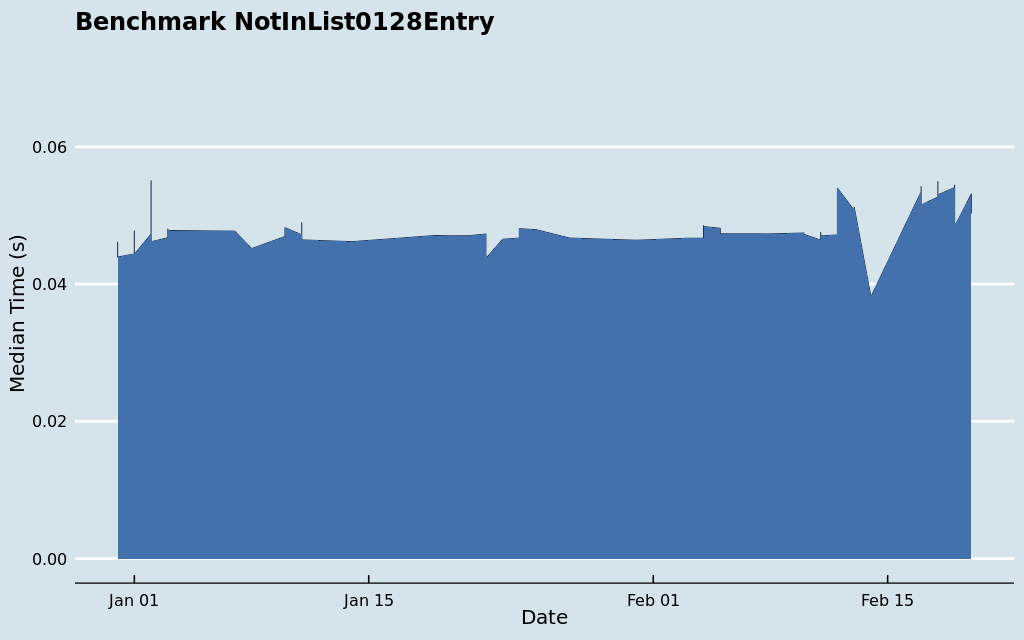 Benchmark NotInList0128Entry
0.06
0.04
0.02
0.00
Median Time (s)
Jan 01
Jan 15
Feb 01
Feb 15
Date